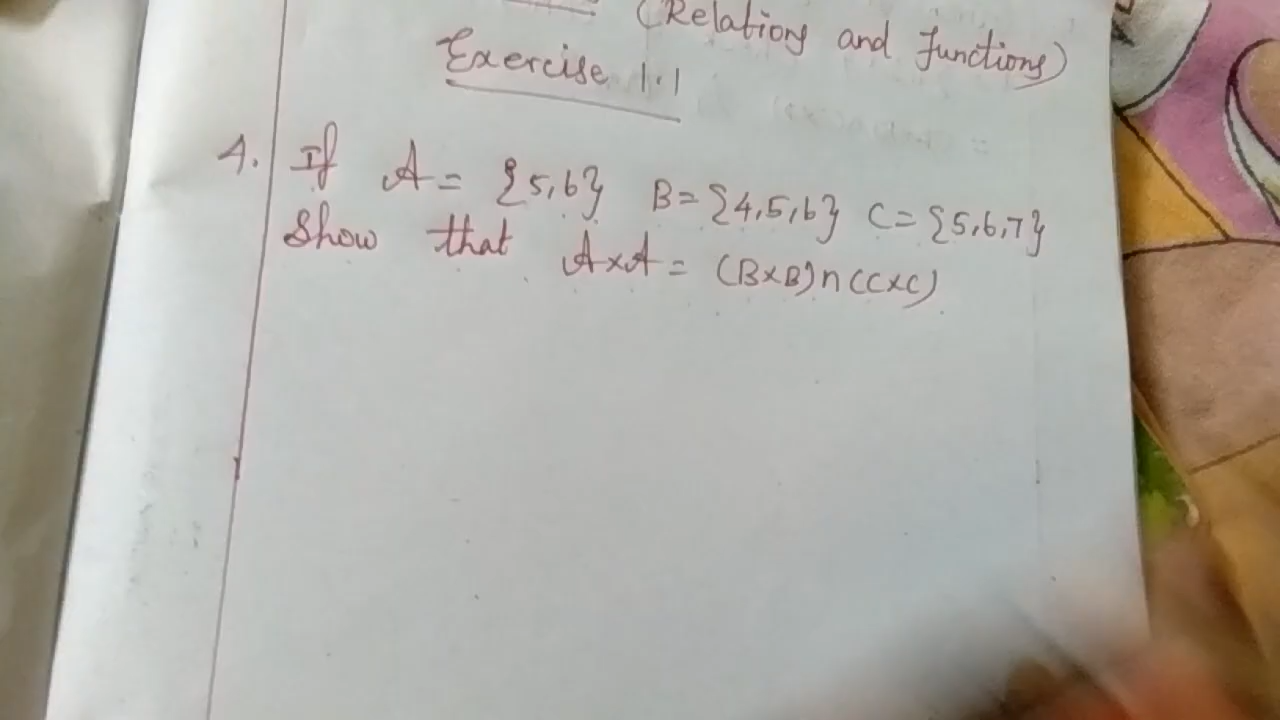 (Relations and functions)
Exercise 1.1
4. If A = {5,6} B = {4,5,6} C = {5,6,7}
Show that A×A = (B×B)∩(C×C)